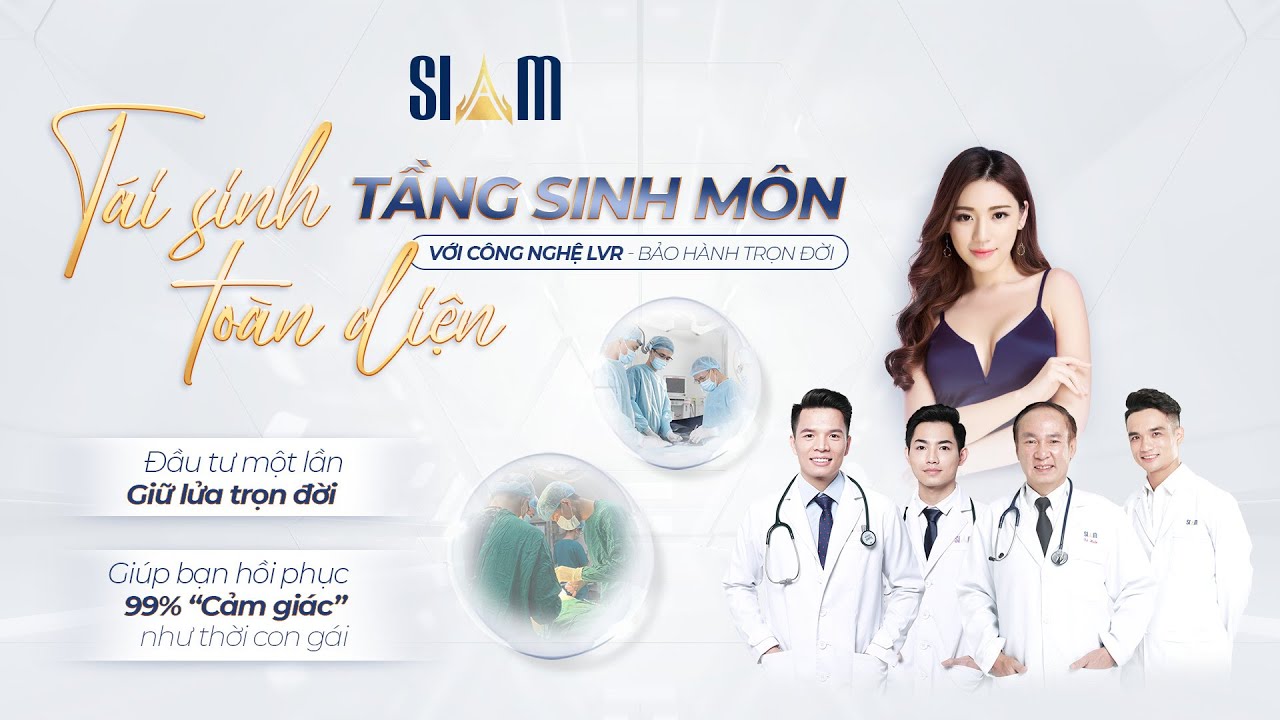 SIAM
Tái sinh
toàn diện
TẦNG SINH MÔN
VỚI CÔNG NGHỆ LVR - BẢO HÀNH TRỌN ĐỜI
Đầu tư một lần
Giữ lửa trọn đời
Giúp bạn hồi phục
99% “Cảm giác”
như thời con gái
SIAM